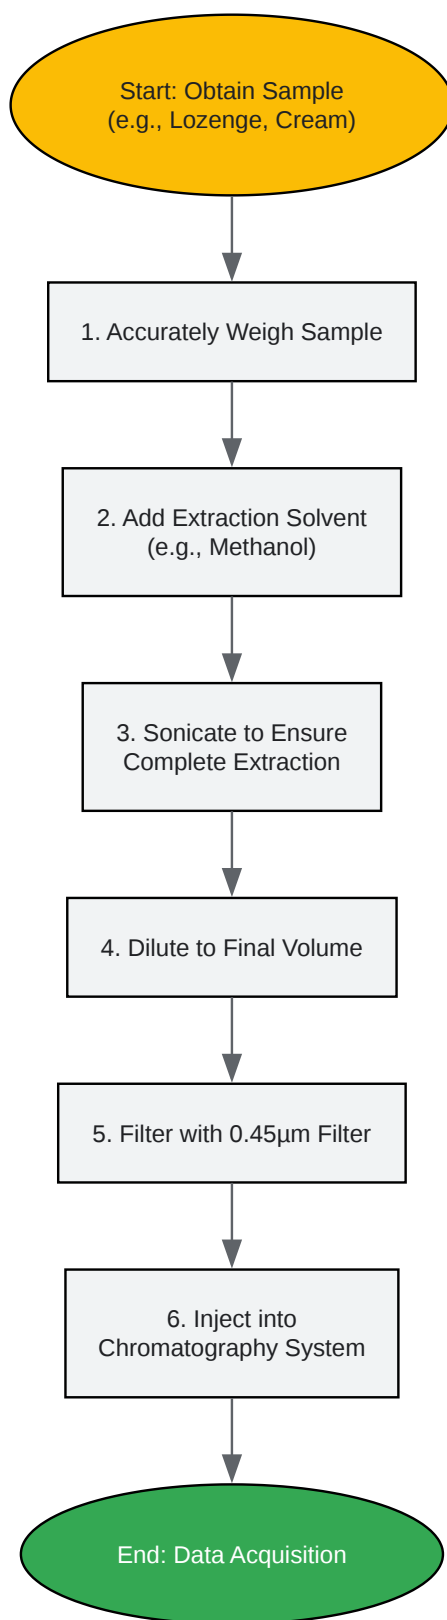 Start: Obtain Sample
(e.g., Lozenge, Cream)
1. Accurately Weigh Sample
2. Add Extraction Solvent
(e.g., Methanol)
3. Sonicate to Ensure
Complete Extraction
4. Dilute to Final Volume
5. Filter with 0.45µm Filter
6. Inject into
Chromatography System
End: Data Acquisition